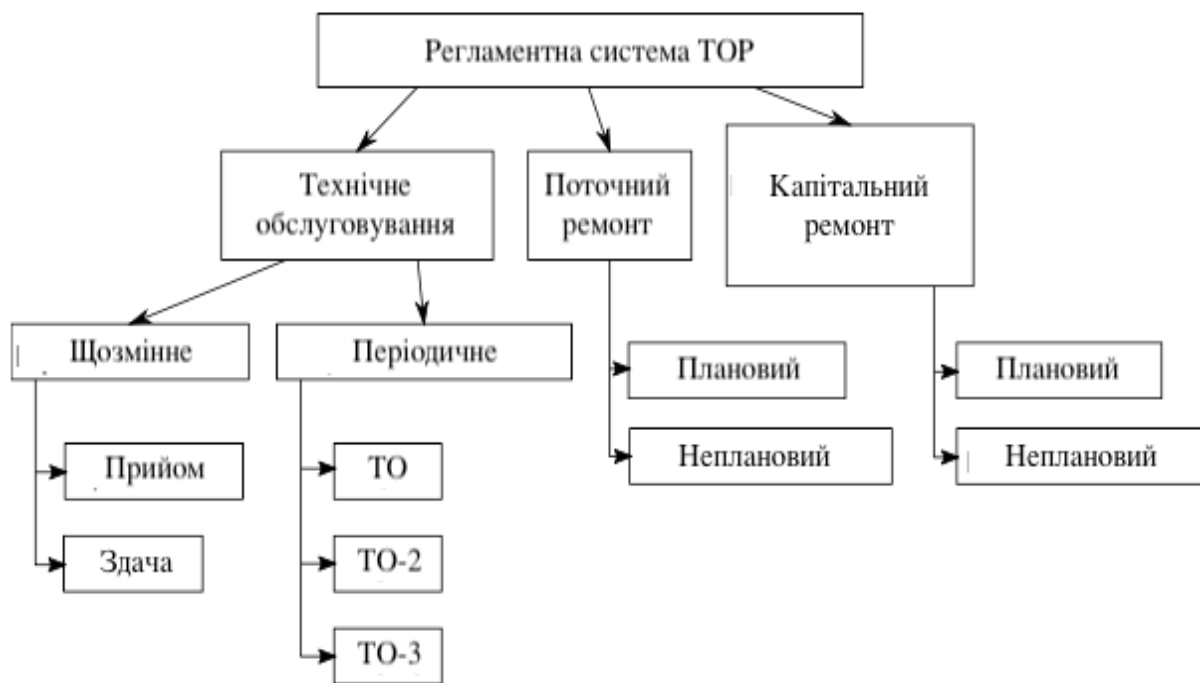 Регламентна система ТОР
Технічне
обслуговування
Поточний
ремонт
Капітальний
ремонт
Щозмінне
Періодичне
Плановий
Плановий
Неплановий
Неплановий
Прийом
ТО
Здача
ТО-2
ТО-3